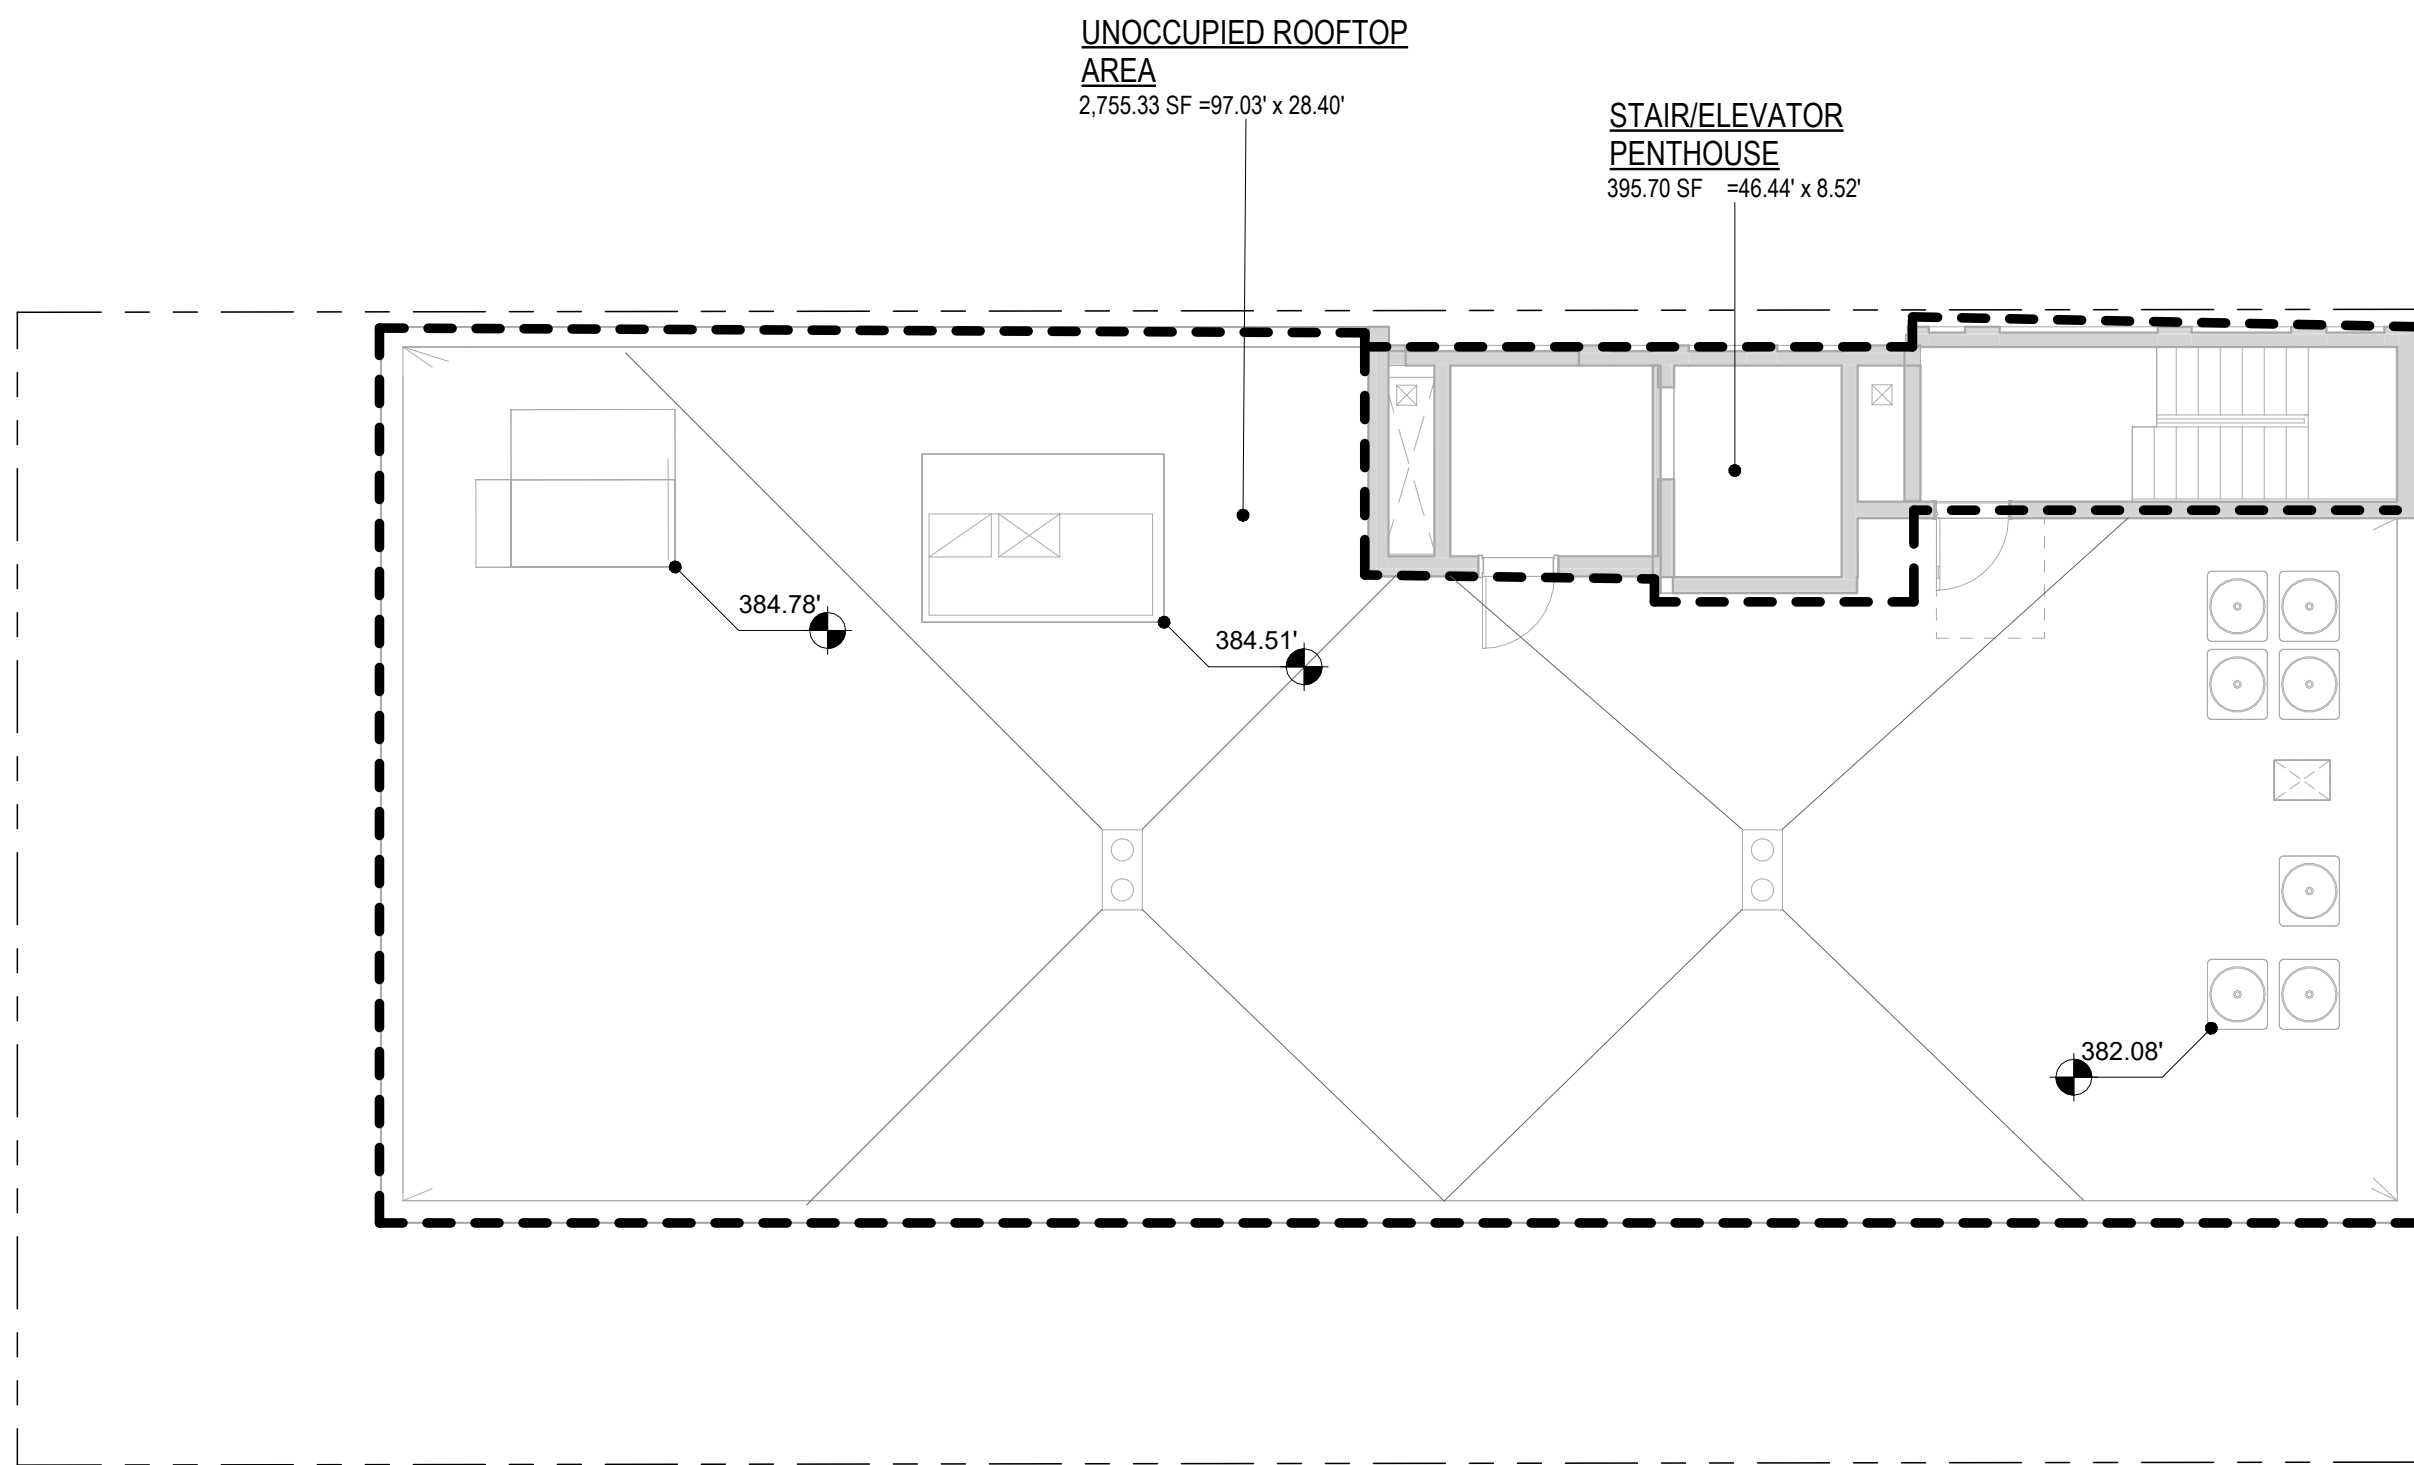 UNOCCUPIED ROOFTOP
AREA
2,755.33 SF =97.03' x 28.40'
STAIR/ELEVATOR
PENTHOUSE
395.70 SF =46.44' x 8.52'
384.78'
384.51'
382.08'